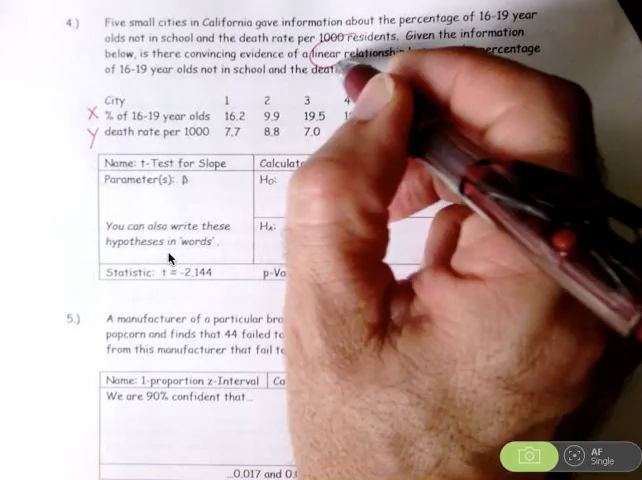 4.) Five small cities in California gave information about the percentage of 16-19 year
olds not in school and the death rate per 1000 residents. Given the information
below, is there convincing evidence of a linear relationship percentage
of 16-19 year olds not in school and the
City 1 2 3 4
X % of 16-19 year olds 16.2 9.9 19.5
Y death rate per 1000 7.7 8.8 7.0
Name: t-Test for Slope
Parameter(s): β
H₀:
You can also write these
hypotheses in 'words'.
Hₐ:
Statistic: t = -2.144
5.) A manufacturer of a particular
popcorn and finds that 44 failed
from this manufacturer that fail
Name: 1-proportion z-Interval
We are 90% confident that...
...0.017 and
AF
Single